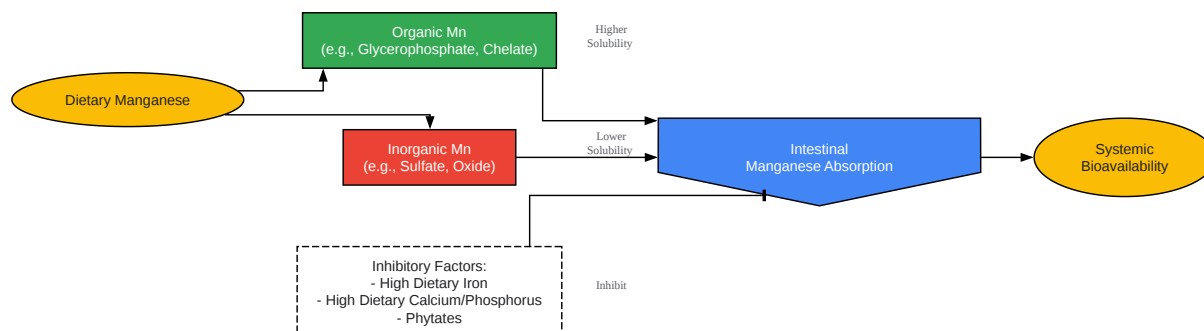 Organic Mn
(e.g., Glycerophosphate, Chelate)
Higher
Solubility
Dietary Manganese
Inorganic Mn
(e.g., Sulfate, Oxide)
Lower
Solubility
Intestinal
Manganese Absorption
Systemic
Bioavailability
Inhibitory Factors:
- High Dietary Iron
- High Dietary Calcium/Phosphorus
- Phytates
Inhibit